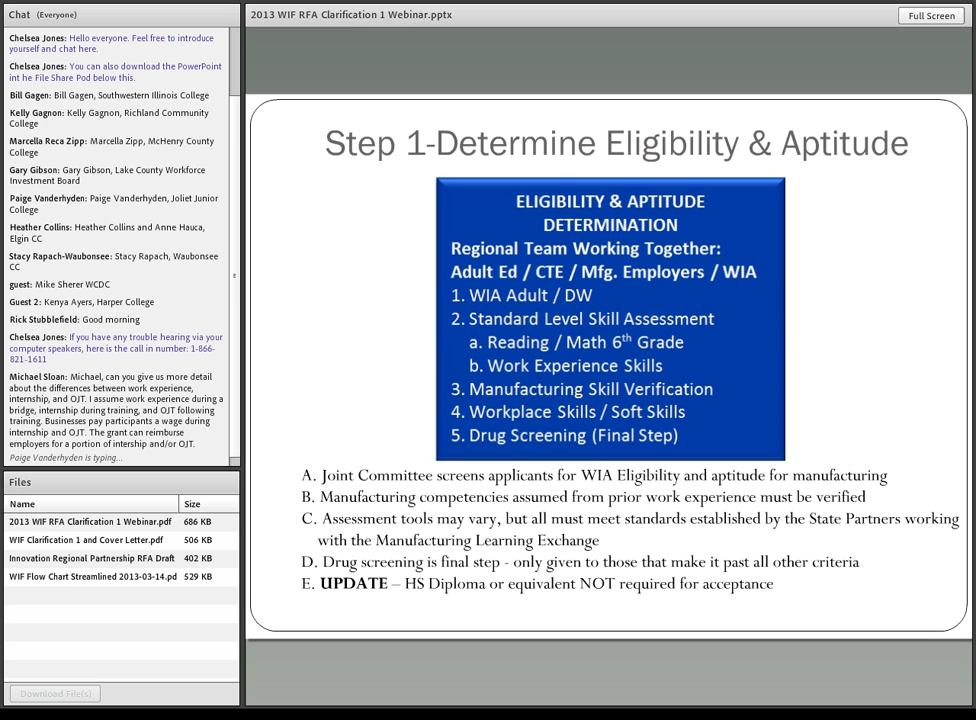 Chat (Everyone)
Chelsea Jones: Hello everyone. Feel free to introduce
yourself and chat here.
Chelsea Jones: You can also download the PowerPoint
int he File Share Pod below this.
Bill Gagen: Bill Gagen, Southwestern Illinois College
Kelly Gagnon: Kelly Gagnon, Richland Community
College
Marcella Reca Zipp: Marcella Zipp, McHenry County
College
Gary Gibson: Gary Gibson, Lake County Workforce
Investment Board
Paige Vanderhyden: Paige Vanderhyden, Joliet Junior
College
Heather Collins: Heather Collins and Anne Hauca,
Elgin CC
Stacy Rapach-Waubonsee: Stacy Rapach, Waubonsee
CC
guest: Mike Sherer WCDC
Guest 2: Kenya Ayers, Harper College
Rick Stubblefield: Good morning
Chelsea Jones: If you have any trouble hearing via your
computer speakers, here is the call in number: 1-866-
821-1611
Michael Sloan: Michael, can you give us more detail
about the differences between work experience,
internship, and OJT. I assume work experience during a
bridge, internship during training, and OJT following
training. Businesses pay participants a wage during
internship and OJT. The grant can reimburse
employers for a portion of intership and/or OJT.
Paige Vanderhyden is typing...
Files
Name Size
2013 WIF RFA Clarification 1 Webinar.pdf 686 KB
WIF Clarification 1 and Cover Letter.pdf 506 KB
Innovation Regional Partnership RFA Draft 402 KB
WIF Flow Chart Streamlined 2013-03-14.pd 529 KB
Download File(s)
2013 WIF RFA Clarification 1 Webinar.pptx
Full Screen
Step 1-Determine Eligibility & Aptitude
ELIGIBILITY & APTITUDE
DETERMINATION
Regional Team Working Together:
Adult Ed / CTE / Mfg. Employers / WIA
1. WIA Adult / DW
2. Standard Level Skill Assessment
a. Reading / Math 6th Grade
b. Work Experience Skills
3. Manufacturing Skill Verification
4. Workplace Skills / Soft Skills
5. Drug Screening (Final Step)
A. Joint Committee screens applicants for WIA Eligibility and aptitude for manufacturing
B. Manufacturing competencies assumed from prior work experience must be verified
C. Assessment tools may vary, but all must meet standards established by the State Partners working
with the Manufacturing Learning Exchange
D. Drug screening is final step - only given to those that make it past all other criteria
E. UPDATE – HS Diploma or equivalent NOT required for acceptance